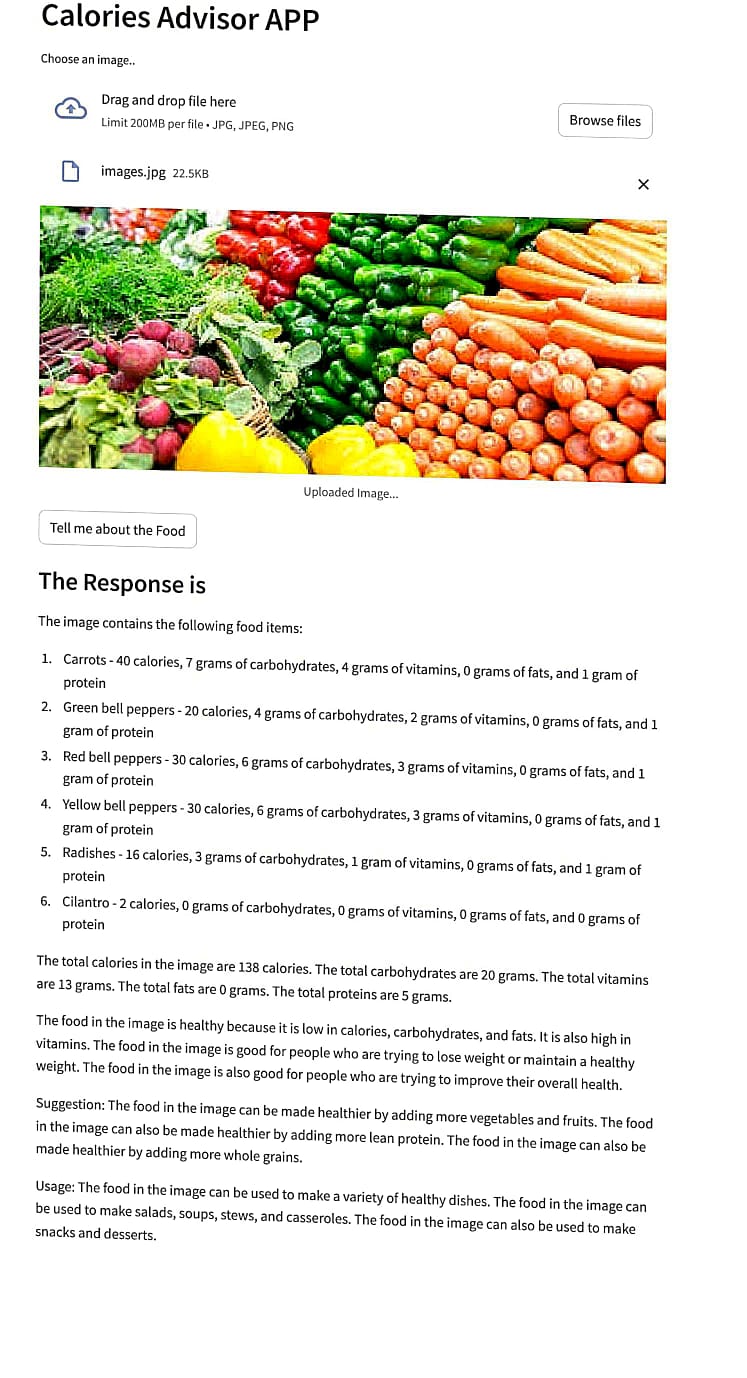 Calories Advisor APP
Choose an image..
Drag and drop file here
Limit 200MB per file • JPG, JPEG, PNG
Browse files
images.jpg 22.5KB
Uploaded Image...
Tell me about the Food
The Response is
The image contains the following food items:
1. Carrots - 40 calories, 7 grams of carbohydrates, 4 grams of vitamins, 0 grams of fats, and 1 gram of
protein
2. Green bell peppers - 20 calories, 4 grams of carbohydrates, 2 grams of vitamins, 0 grams of fats, and 1
gram of protein
3. Red bell peppers - 30 calories, 6 grams of carbohydrates, 3 grams of vitamins, 0 grams of fats, and 1
gram of protein
4. Yellow bell peppers - 30 calories, 6 grams of carbohydrates, 3 grams of vitamins, 0 grams of fats, and 1
gram of protein
5. Radishes - 16 calories, 3 grams of carbohydrates, 1 gram of vitamins, 0 grams of fats, and 1 gram of
protein
6. Cilantro - 2 calories, 0 grams of carbohydrates, 0 grams of vitamins, 0 grams of fats, and 0 grams of
protein
The total calories in the image are 138 calories. The total carbohydrates are 20 grams. The total vitamins
are 13 grams. The total fats are 0 grams. The total proteins are 5 grams.
The food in the image is healthy because it is low in calories, carbohydrates, and fats. It is also high in
vitamins. The food in the image is good for people who are trying to lose weight or maintain a healthy
weight. The food in the image is also good for people who are trying to improve their overall health.
Suggestion: The food in the image can be made healthier by adding more vegetables and fruits. The food
in the image can also be made healthier by adding more lean protein. The food in the image can also be
made healthier by adding more whole grains.
Usage: The food in the image can be used to make a variety of healthy dishes. The food in the image can
be used to make salads, soups, stews, and casseroles. The food in the image can also be used to make
snacks and desserts.